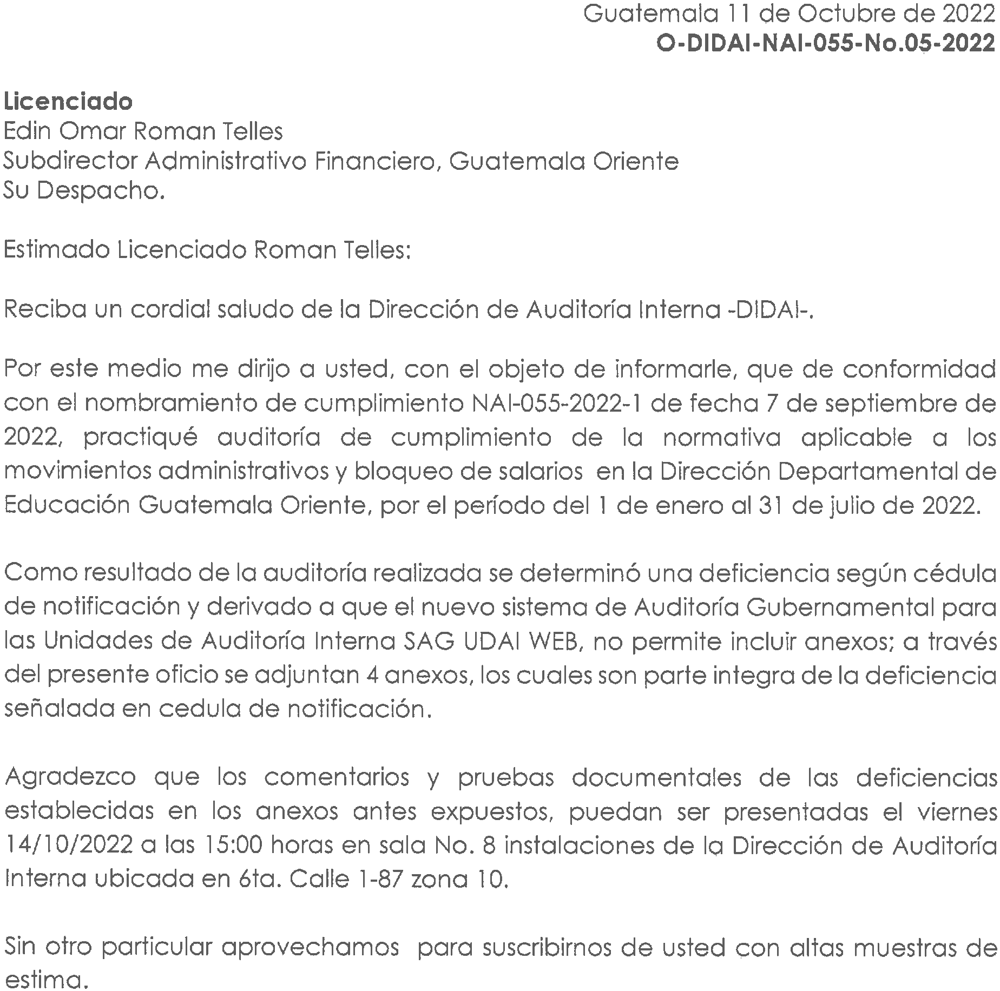 Guatemala 11 de Octubre de 2022
O-DIDAI-NAI-055-No.05-2022
Licenciado
Edin Omar Roman Telles
Subdirector Administrativo Financiero, Guatemala Oriente
Su Despacho.
Estimado Licenciado Roman Telles:
Reciba un cordial saludo de la Dirección de Auditoría Interna -DIDAI-.
Por este medio me dirijo a usted, con el objeto de informarle, que de conformidad
con el nombramiento de cumplimiento NAI-055-2022-1 de fecha 7 de septiembre de
2022, practiqué auditoría de cumplimiento de la normativa aplicable a los
movimientos administrativos y bloqueo de salarios en la Dirección Departamental de
Educación Guatemala Oriente, por el período del 1 de enero al 31 de julio de 2022.
Como resultado de la auditoría realizada se determinó una deficiencia según cédula
de notificación y derivado a que el nuevo sistema de Auditoría Gubernamental para
las Unidades de Auditoría Interna SAG UDAI WEB, no permite incluir anexos; a través
del presente oficio se adjuntan 4 anexos, los cuales son parte integra de la deficiencia
señalada en cedula de notificación.
Agradezco que los comentarios y pruebas documentales de las deficiencias
establecidas en los anexos antes expuestos, puedan ser presentadas el viernes
14/10/2022 a las 15:00 horas en sala No. 8 instalaciones de la Dirección de Auditoría
Interna ubicada en 6ta. Calle 1-87 zona 10.
Sin otro particular aprovechamos para suscribirnos de usted con altas muestras de
estima.